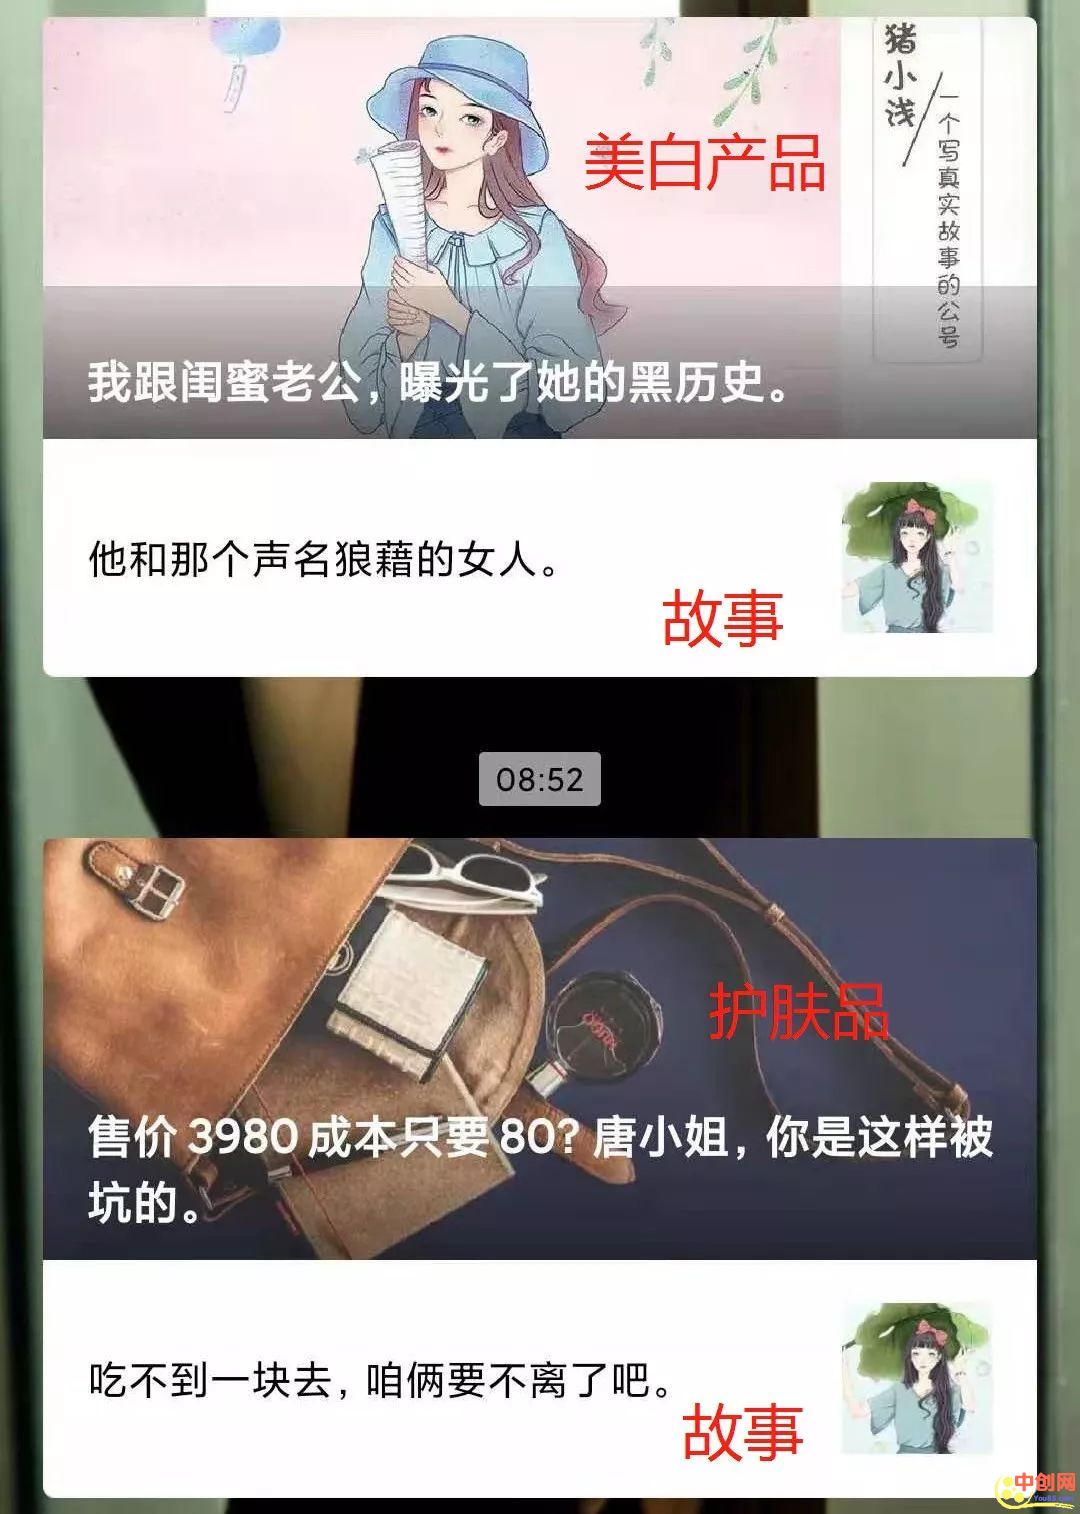 猪小浅
一个写真实故事的公号
美白产品
我跟闺蜜老公，曝光了她的黑历史。
他和那个声名狼藉的女人。
故事
08:52
护肤品
售价 3980 成本只要 80？唐小姐，你是这样被
坑的。
吃不到一块去，咱俩要不离了吧。
故事
中创网